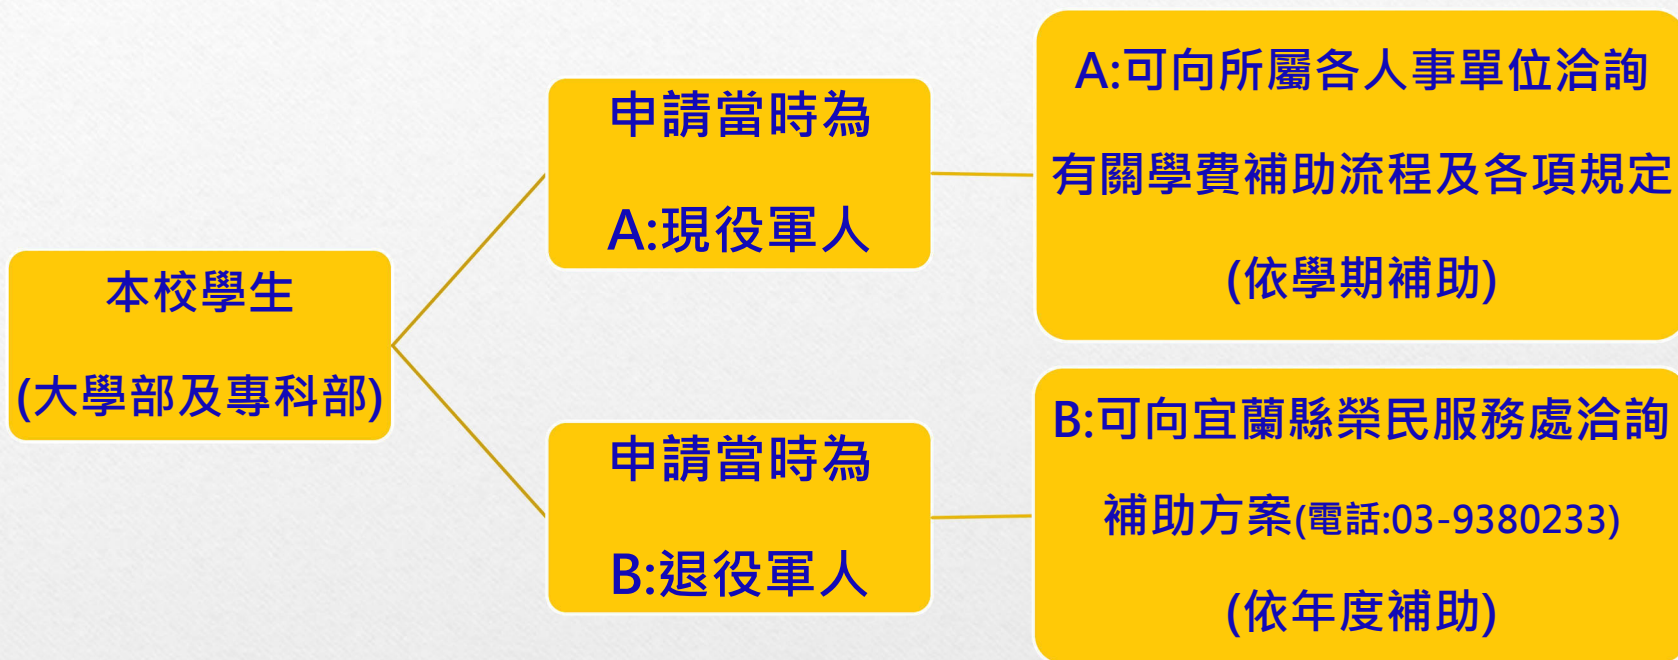 本校學生
(大學部及專科部)
申請當時為
A:現役軍人
A:可向所屬各人事單位洽詢
有關學費補助流程及各項規定
(依學期補助)
申請當時為
B:退役軍人
B:可向宜蘭縣榮民服務處洽詢
補助方案(電話:03-9380233)
(依年度補助)